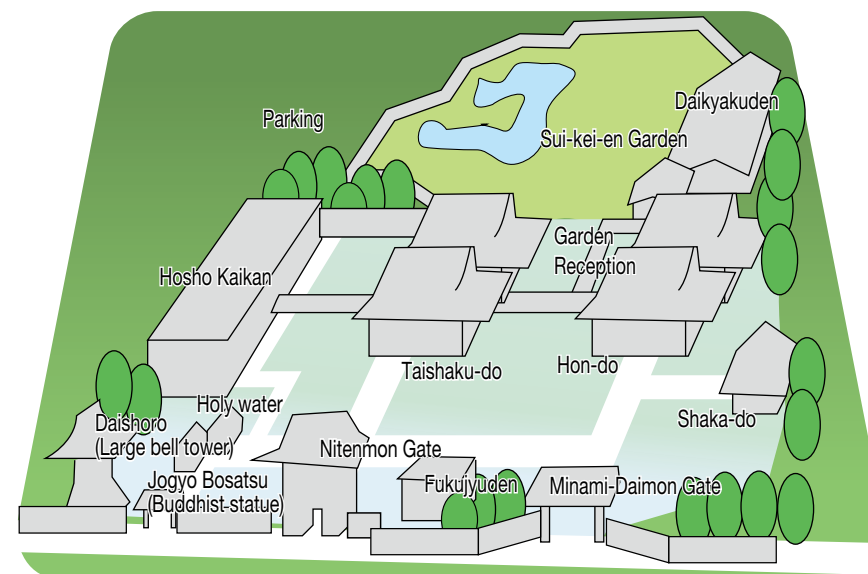 Daikyakuden
Parking
Sui-kei-en Garden
Garden
Reception
Hosho Kaikan
Taishaku-do
Hon-do
Holy water
Shaka-do
Daishoro
(Large bell tower)
Nitenmon Gate
Jogyo Bosatsu
(Buddhist statue)
Fukujyuden
Minami-Daimon Gate